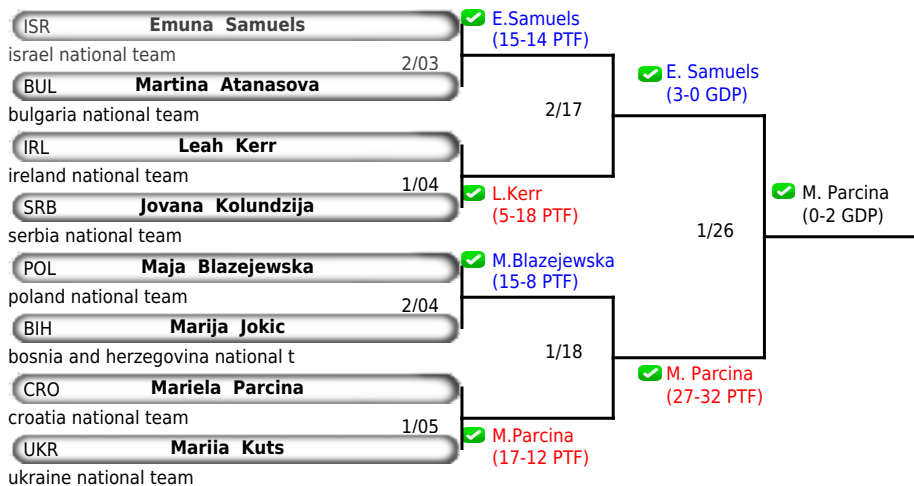 ISR Emuna Samuels
israel national team
2/03
BUL Martina Atanasova
bulgaria national team
IRL Leah Kerr
ireland national team
1/04
SRB Jovana Kolundzija
serbia national team
POL Maja Blazejewska
poland national team
2/04
BIH Marija Jokic
bosnia and herzegovina national t
CRO Mariela Parcina
croatia national team
1/05
UKR Mariia Kuts
ukraine national team
E.Samuels
(15-14 PTF)
2/17
L.Kerr
(5-18 PTF)
M.Blazejewska
(15-8 PTF)
1/18
M.Parcina
(17-12 PTF)
E. Samuels
(3-0 GDP)
1/26
M. Parcina
(27-32 PTF)
M. Parcina
(0-2 GDP)